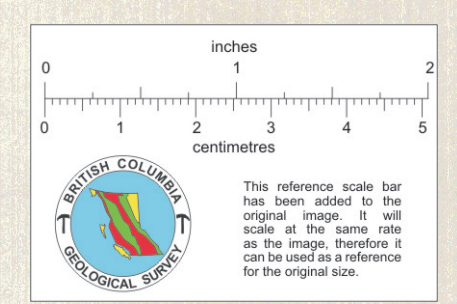 inches
0 1 2
0 1 2 3 4 5
centimetres
BRITISH COLUMBIA
GEOLOGICAL SURVEY
This reference scale bar
has been added to the
original image. It will
scale at the same rate
as the image, therefore it
can be used as a reference
for the original size.